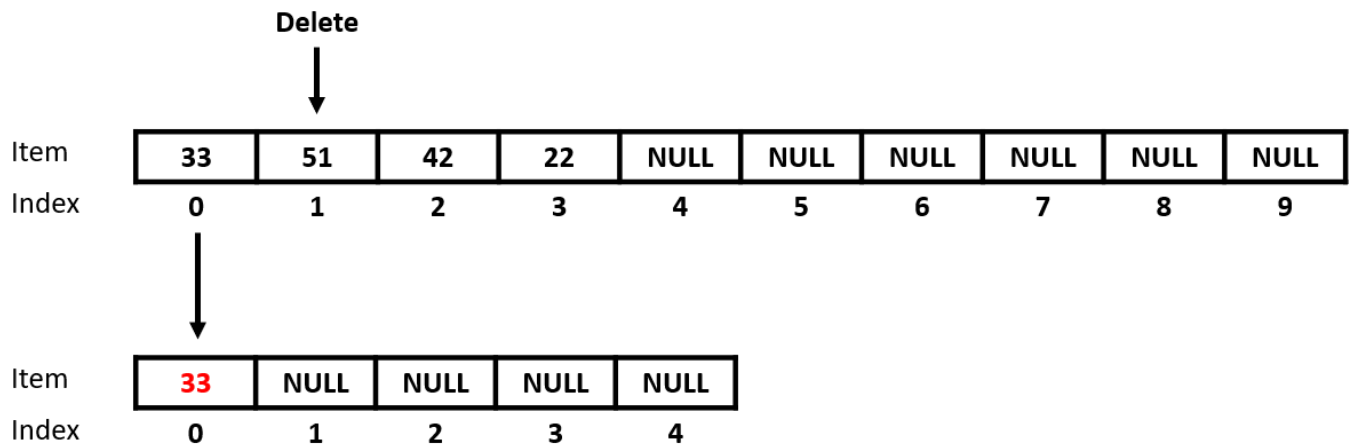 Delete
Item 33 51 42 22 NULL NULL NULL NULL NULL NULL
Index 0 1 2 3 4 5 6 7 8 9
Item 33 NULL NULL NULL NULL
Index 0 1 2 3 4